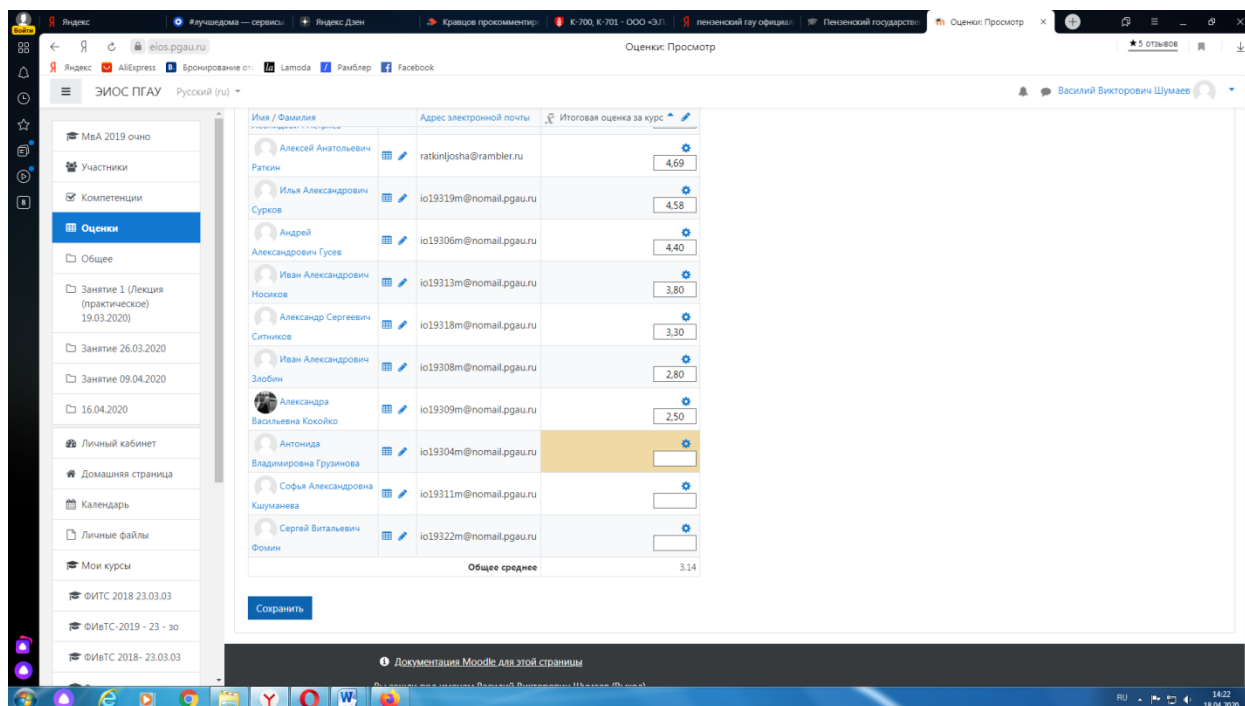 Войти
Яндекс
#лучшедома — сервисы
Яндекс Дзен
Кравцов прокомментир
К-700, К-701 - ООО «ЭЛ
пензенский гау официал
Пензенский государстве
Оценки: Просмотр
eios.pgau.ru
Оценки: Просмотр
★5 отзывов
Яндекс
AliExpress
Бронирование от
Lamoda
Рамблер
Facebook
ЭИОС ПГАУ
Русский (ru)
Василий Викторович Шумаев
МвА 2019 очно
Участники
Компетенции
Оценки
Общее
Занятие 1 (Лекция
(практическое)
19.03.2020)
Занятие 26.03.2020
Занятие 09.04.2020
16.04.2020
Личный кабинет
Домашняя страница
Календарь
Личные файлы
Мои курсы
ФИТС 2018 23.03.03
ФИвТС-2019 - 23 - зо
ФИвТС 2018- 23.03.03
Имя / Фамилия
Адрес электронной почты
Итоговая оценка за курс
Алексей Анатольевич
Раткин
ratkinljosha@rambler.ru
4,69
Илья Александрович
Сурков
io19319m@nomail.pgau.ru
4,58
Андрей
Александрович Гусев
io19306m@nomail.pgau.ru
4,40
Иван Александрович
Носиков
io19313m@nomail.pgau.ru
3,80
Александр Сергеевич
Ситников
io19318m@nomail.pgau.ru
3,30
Иван Александрович
Злобин
io19308m@nomail.pgau.ru
2,80
Александра
Васильевна Кокойко
io19309m@nomail.pgau.ru
2,50
Антонида
Владимировна Грузинова
io19304m@nomail.pgau.ru
Софья Александровна
Кшуманева
io19311m@nomail.pgau.ru
Сергей Витальевич
Фомин
io19322m@nomail.pgau.ru
Общее среднее
3,14
Сохранить
Документация Moodle для этой страницы
RU
14:22
18.04.2020